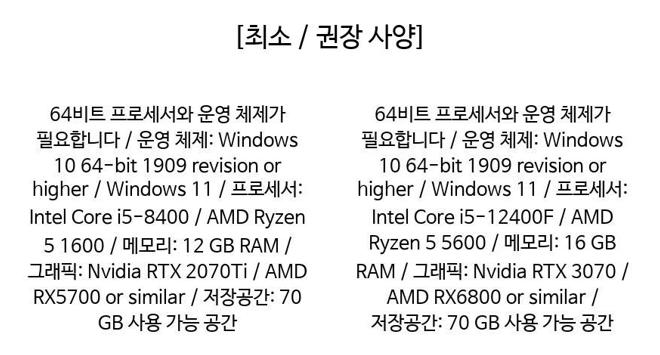 [최소 / 권장 사양]
64비트 프로세서와 운영 체제가
필요합니다 / 운영 체제: Windows
10 64-bit 1909 revision or
higher / Windows 11 / 프로세서:
Intel Core i5-8400 / AMD Ryzen
5 1600 / 메모리: 12 GB RAM /
그래픽: Nvidia RTX 2070Ti / AMD
RX5700 or similar / 저장공간: 70
GB 사용 가능 공간
64비트 프로세서와 운영 체제가
필요합니다 / 운영 체제: Windows
10 64-bit 1909 revision or
higher / Windows 11 / 프로세서:
Intel Core i5-12400F / AMD
Ryzen 5 5600 / 메모리: 16 GB
RAM / 그래픽: Nvidia RTX 3070 /
AMD RX6800 or similar /
저장공간: 70 GB 사용 가능 공간